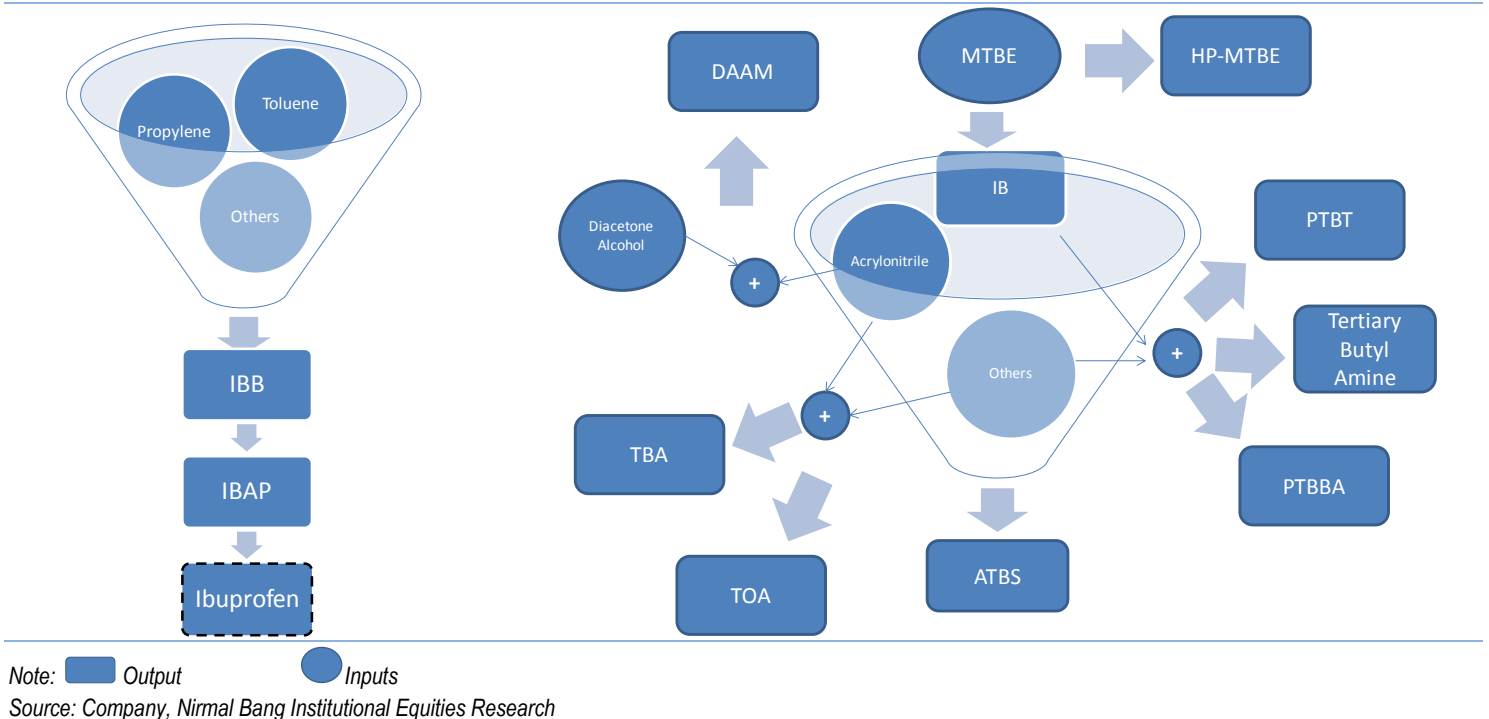 Toluene
Propylene
Others
IBB
IBAP
Ibuprofen
DAAM
MTBE
HP-MTBE
IB
Diacetone
Alcohol
Acrylonitrile
+
PTBT
Others
+
Tertiary
Butyl
Amine
+
TBA
PTBBA
TOA
ATBS
Note: Output Inputs
Source: Company, Nirmal Bang Institutional Equities Research